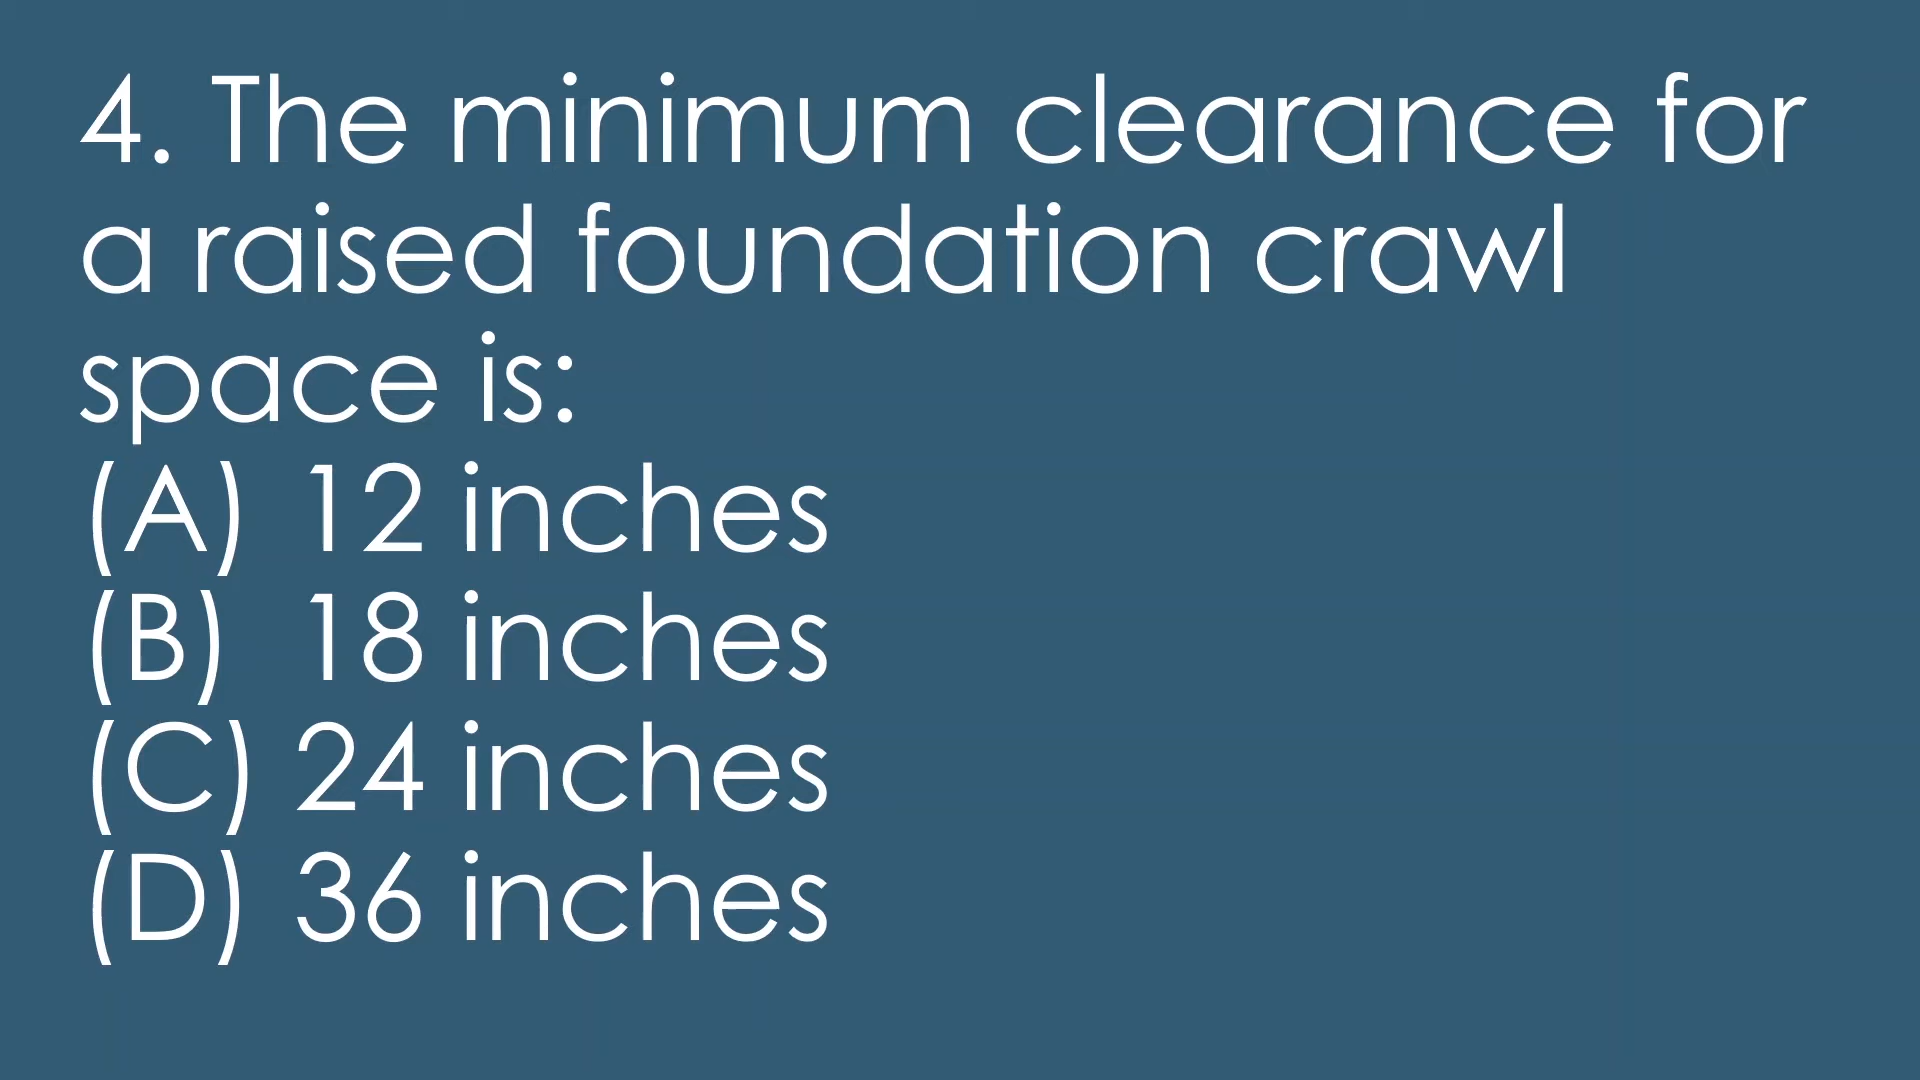 4. The minimum clearance for
a raised foundation crawl
space is:
(A) 12 inches
(B) 18 inches
(C) 24 inches
(D) 36 inches